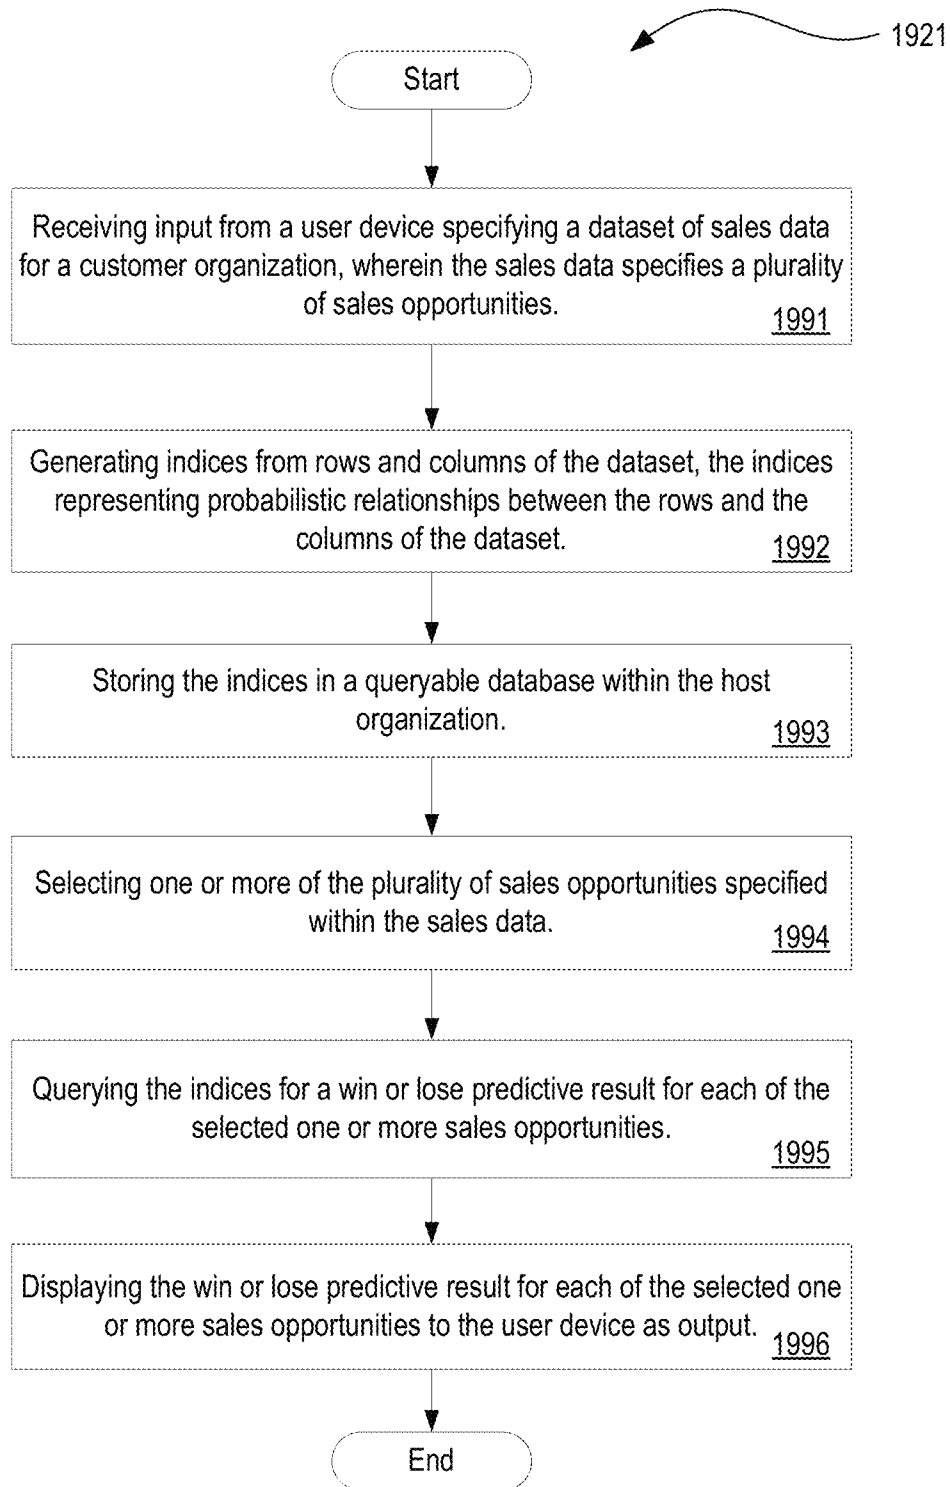 1921
Start
Receiving input from a user device specifying a dataset of sales data
for a customer organization, wherein the sales data specifies a plurality
of sales opportunities.
1991
Generating indices from rows and columns of the dataset, the indices
representing probabilistic relationships between the rows and the
columns of the dataset.
1992
Storing the indices in a queryable database within the host
organization.
1993
Selecting one or more of the plurality of sales opportunities specified
within the sales data.
1994
Querying the indices for a win or lose predictive result for each of the
selected one or more sales opportunities.
1995
Displaying the win or lose predictive result for each of the selected one
or more sales opportunities to the user device as output.
1996
End